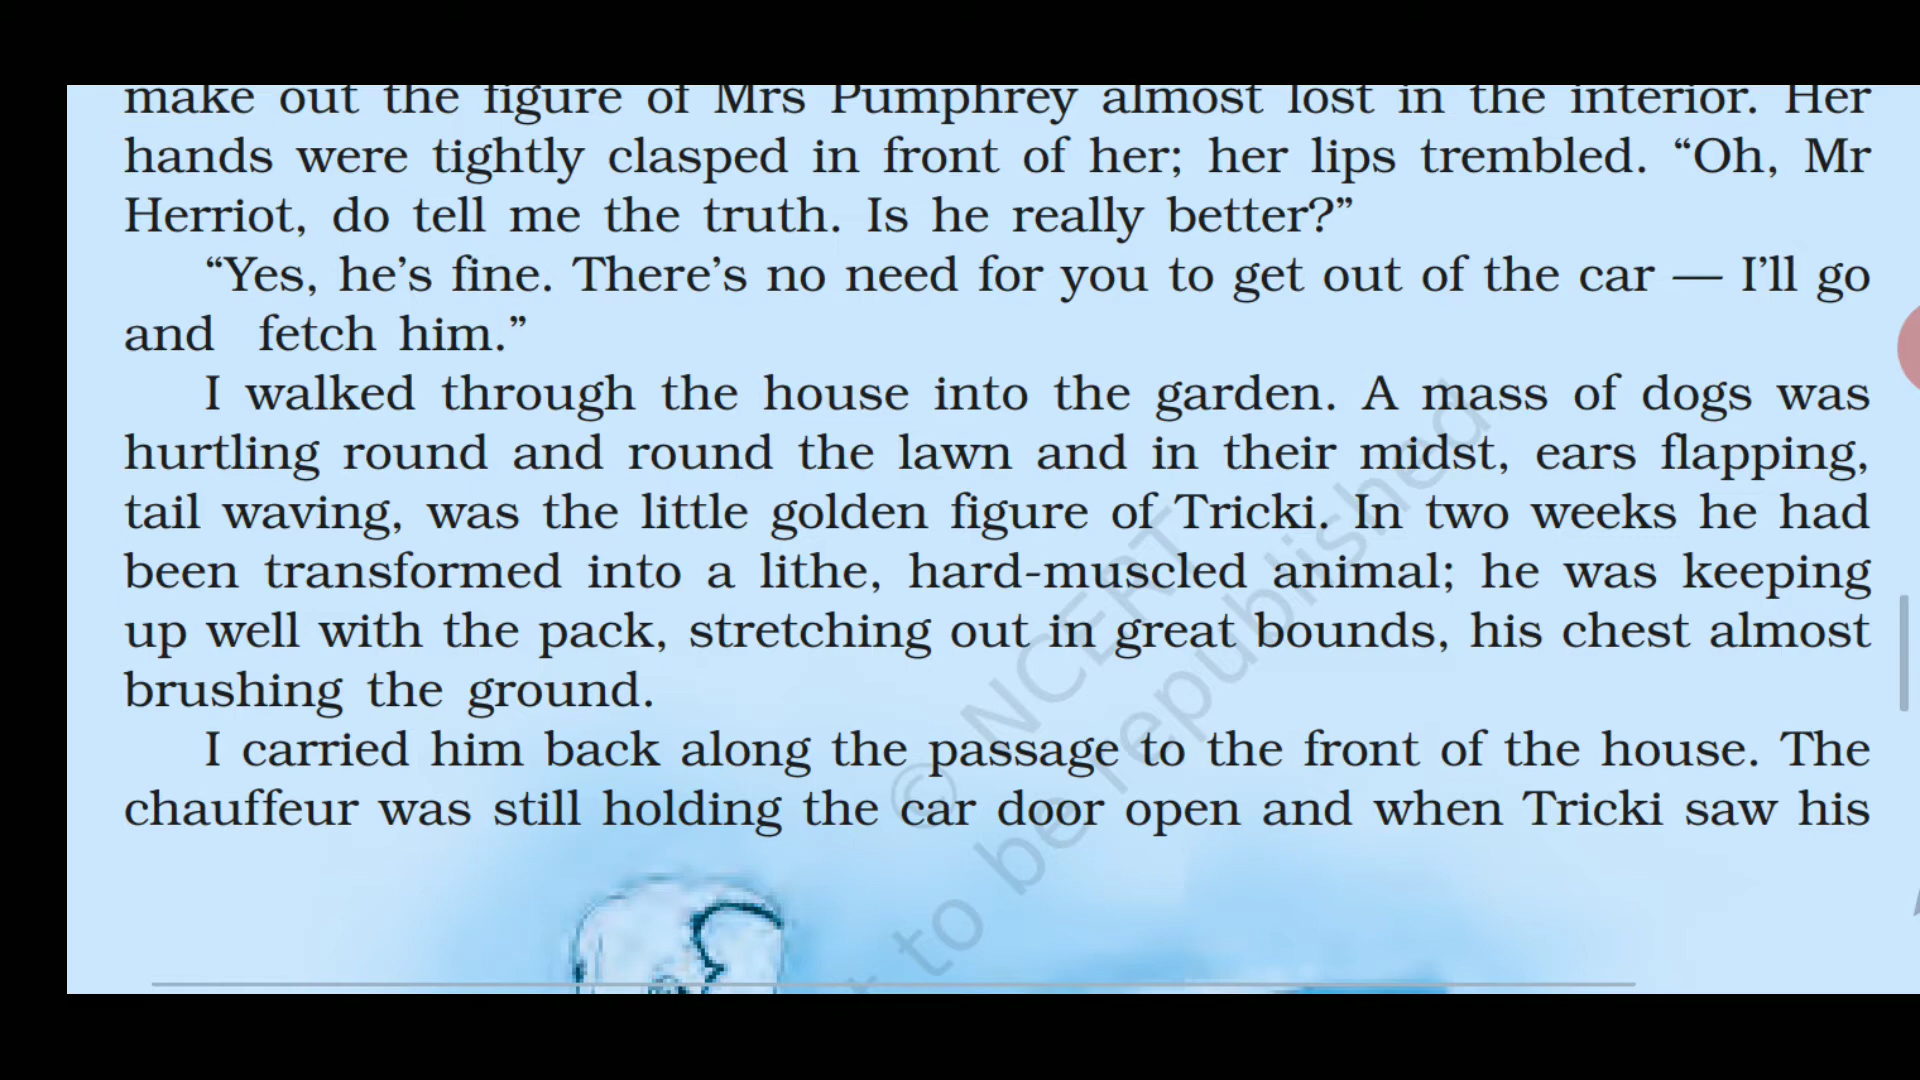 make out the figure of Mrs Pumphrey almost lost in the interior. Her
hands were tightly clasped in front of her; her lips trembled. “Oh, Mr
Herriot, do tell me the truth. Is he really better?”
“Yes, he’s fine. There’s no need for you to get out of the car — I’ll go
and fetch him.”
I walked through the house into the garden. A mass of dogs was
hurtling round and round the lawn and in their midst, ears flapping,
tail waving, was the little golden figure of Tricki. In two weeks he had
been transformed into a lithe, hard-muscled animal; he was keeping
up well with the pack, stretching out in great bounds, his chest almost
brushing the ground.
I carried him back along the passage to the front of the house. The
chauffeur was still holding the car door open and when Tricki saw his
© NCERT
to be republished